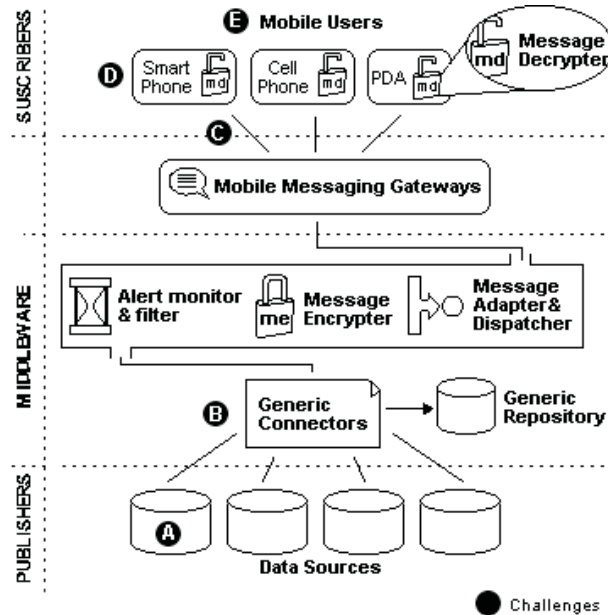 SUSCRIBERS
E Mobile Users
D
Smart
Phone
md
Cell
Phone
md
PDA
md
md
Message
Decrypter
C
Mobile Messaging Gateways
MIDDLEWARE
Alert monitor
& filter
me
Message
Encrypter
Message
Adapter&
Dispatcher
B
Generic
Connectors
Generic
Repository
PUBLISHERS
A
Data Sources
Challenges